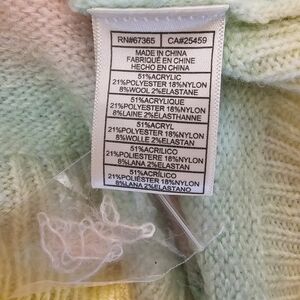 RN#67365 CA#25459
MADE IN CHINA
FABRIQUÉ EN CHINE
HECHO EN CHINA
51%ACRYLIC
21%POLYESTER 18%NYLON
8%WOOL 2%ELASTANE
51%ACRYLIQUE
21%POLYESTER 18%NYLON
8%LAINE 2%ELASTHANNE
51%ACRYL
21%POLYESTER 18%NYLON
8%WOLLE 2%ELASTAN
51%ACRILICO
21%POLIESTERE 18%NYLON
8%LANA 2%ELASTAN
51%ACRÍLICO
21%POLIÉSTER 18%NYLON
8%LANA 2%ELASTANO